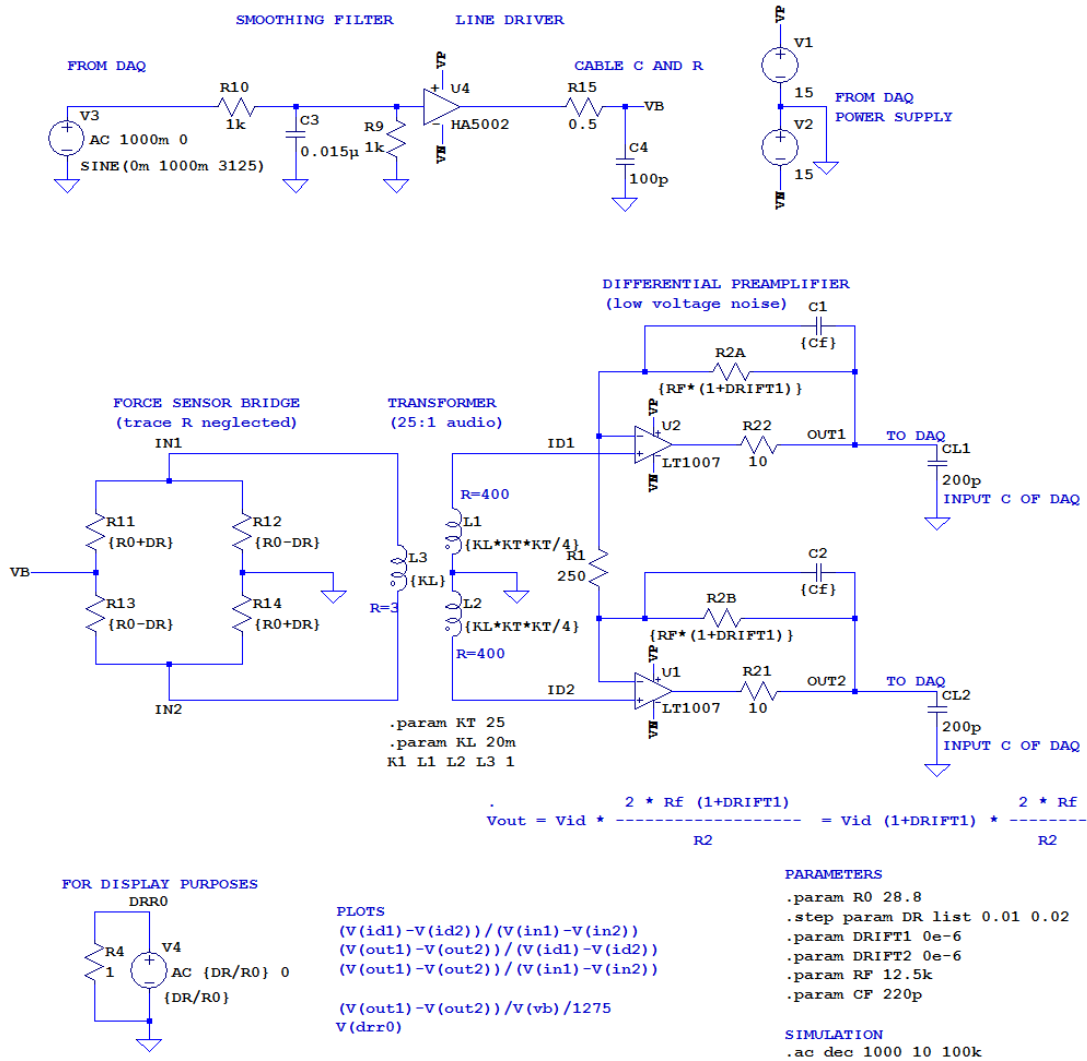 SMOOTHING FILTER LINE DRIVER
FROM DAQ
R10
1k
V3
AC 1000m 0
SINE(0m 1000m 3125)
C3
0.015µ
R9
1k
VP
U4
HA5002
VN
CABLE C AND R
R15
0.5
VB
C4
100p
VP
V1
15
FROM DAQ
POWER SUPPLY
V2
15
VN
DIFFERENTIAL PREAMPLIFIER
(low voltage noise)
C1
{Cf}
R2A
{RF*(1+DRIFT1)}
FORCE SENSOR BRIDGE
(trace R neglected)
TRANSFORMER
(25:1 audio)
IN1
ID1
VP
U2
LT1007
VN
R22
10
OUT1
TO DAQ
CL1
200p
INPUT C OF DAQ
R11
{R0+DR}
R12
{R0-DR}
VB
R13
{R0-DR}
R14
{R0+DR}
L3
{KL}
R=3
R=400
L1
{KL*KT*KT/4}
L2
{KL*KT*KT/4}
R=400
R1
250
C2
{Cf}
R2B
{RF*(1+DRIFT1)}
IN2
ID2
VP
U1
LT1007
VN
R21
10
OUT2
TO DAQ
CL2
200p
INPUT C OF DAQ
.param KT 25
.param KL 20m
K1 L1 L2 L3 1
. 2 * Rf (1+DRIFT1) 2 * Rf
Vout = Vid * ------------------- = Vid (1+DRIFT1) * --------
R2 R2
FOR DISPLAY PURPOSES
DRR0
R4
1
V4
AC {DR/R0} 0
{DR/R0}
PLOTS
(V(id1)-V(id2))/(V(in1)-V(in2))
(V(out1)-V(out2))/(V(id1)-V(id2))
(V(out1)-V(out2))/(V(in1)-V(in2))
(V(out1)-V(out2))/V(vb)/1275
V(drr0)
PARAMETERS
.param R0 28.8
.step param DR list 0.01 0.02
.param DRIFT1 0e-6
.param DRIFT2 0e-6
.param RF 12.5k
.param CF 220p
SIMULATION
.ac dec 1000 10 100k